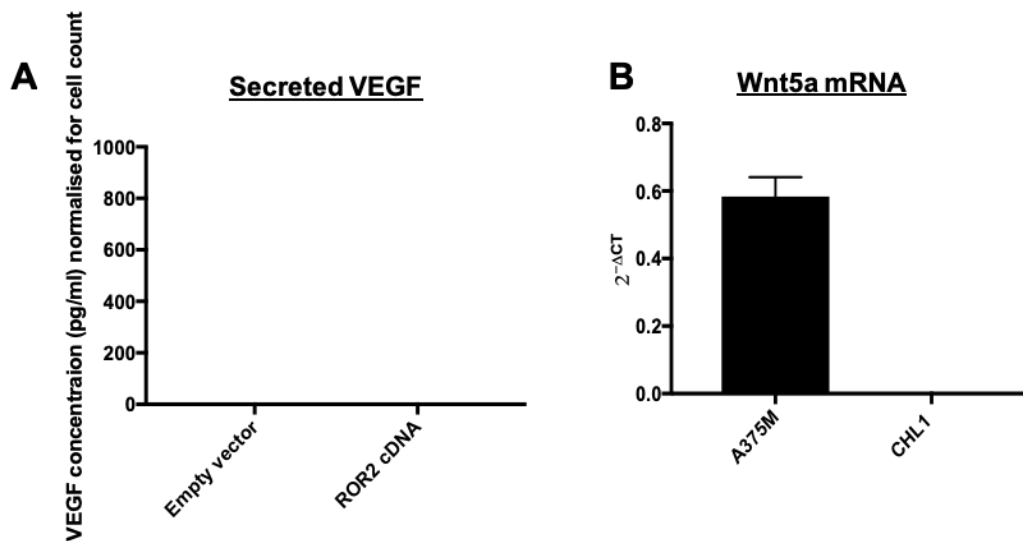 A
Secreted VEGF
VEGF concentraion (pg/ml) normalised for cell count
1000
800
600
400
200
0
Empty vector
ROR2 cDNA
B
Wnt5a mRNA
2^-ΔCT
0.8
0.6
0.4
0.2
0.0
A375M
CHL1